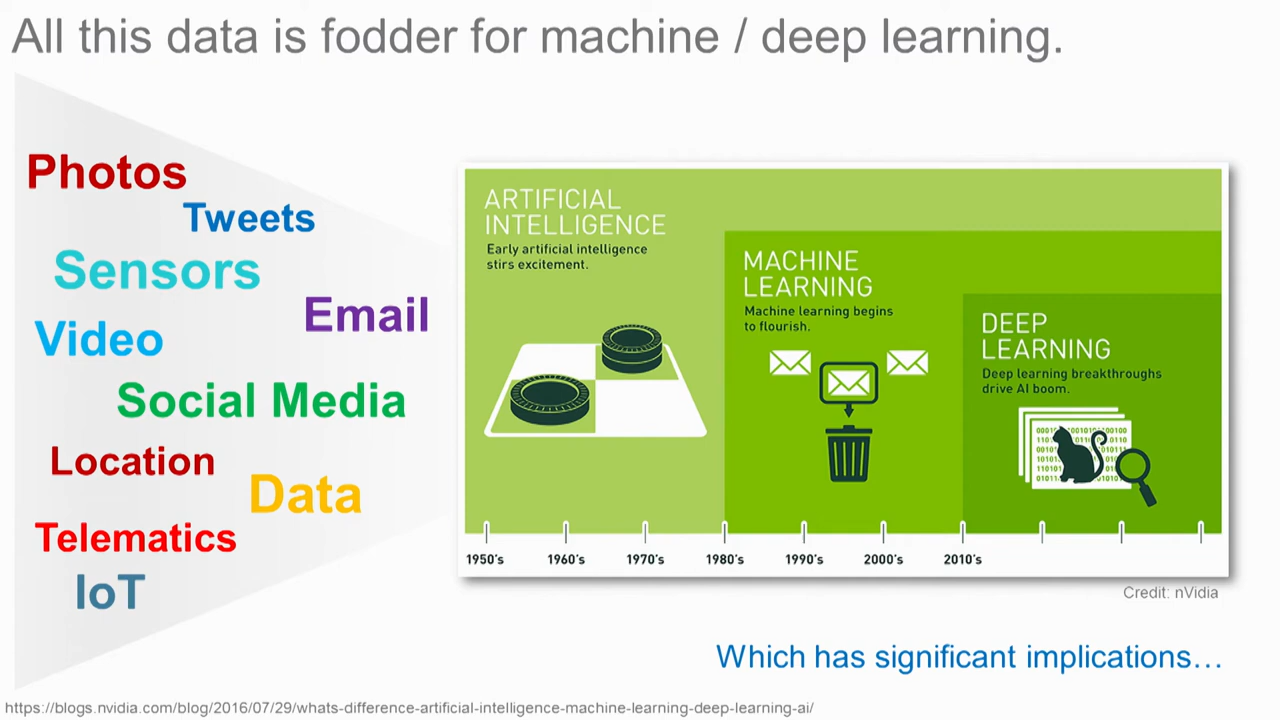 All this data is fodder for machine / deep learning.
Photos
Tweets
Sensors
Email
Video
Social Media
Location
Data
Telematics
IoT
ARTIFICIAL
INTELLIGENCE
Early artificial intelligence
stirs excitement.
MACHINE
LEARNING
Machine learning begins
to flourish.
DEEP
LEARNING
Deep learning breakthroughs
drive AI boom.
1950's 1960's 1970's 1980's 1990's 2000's 2010's
Credit: nVidia
Which has significant implications…
https://blogs.nvidia.com/blog/2016/07/29/whats-difference-artificial-intelligence-machine-learning-deep-learning-ai/